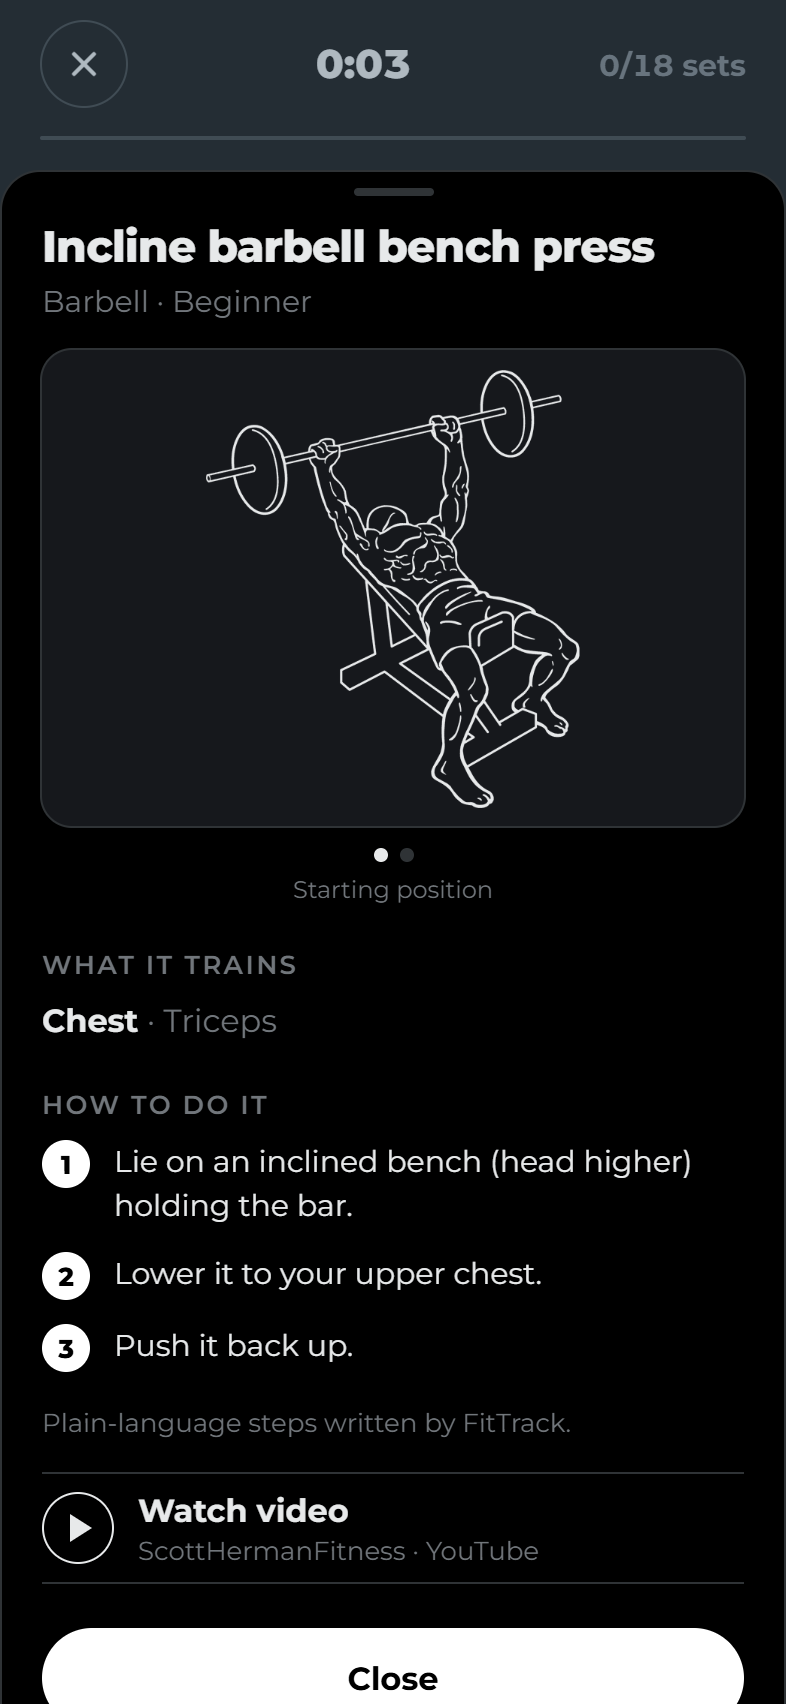 0:03
0/18 sets
Incline barbell bench press
Barbell · Beginner
Starting position
WHAT IT TRAINS
Chest · Triceps
HOW TO DO IT
1 Lie on an inclined bench (head higher)
holding the bar.
2 Lower it to your upper chest.
3 Push it back up.
Plain-language steps written by FitTrack.
Watch video
ScottHermanFitness · YouTube
Close